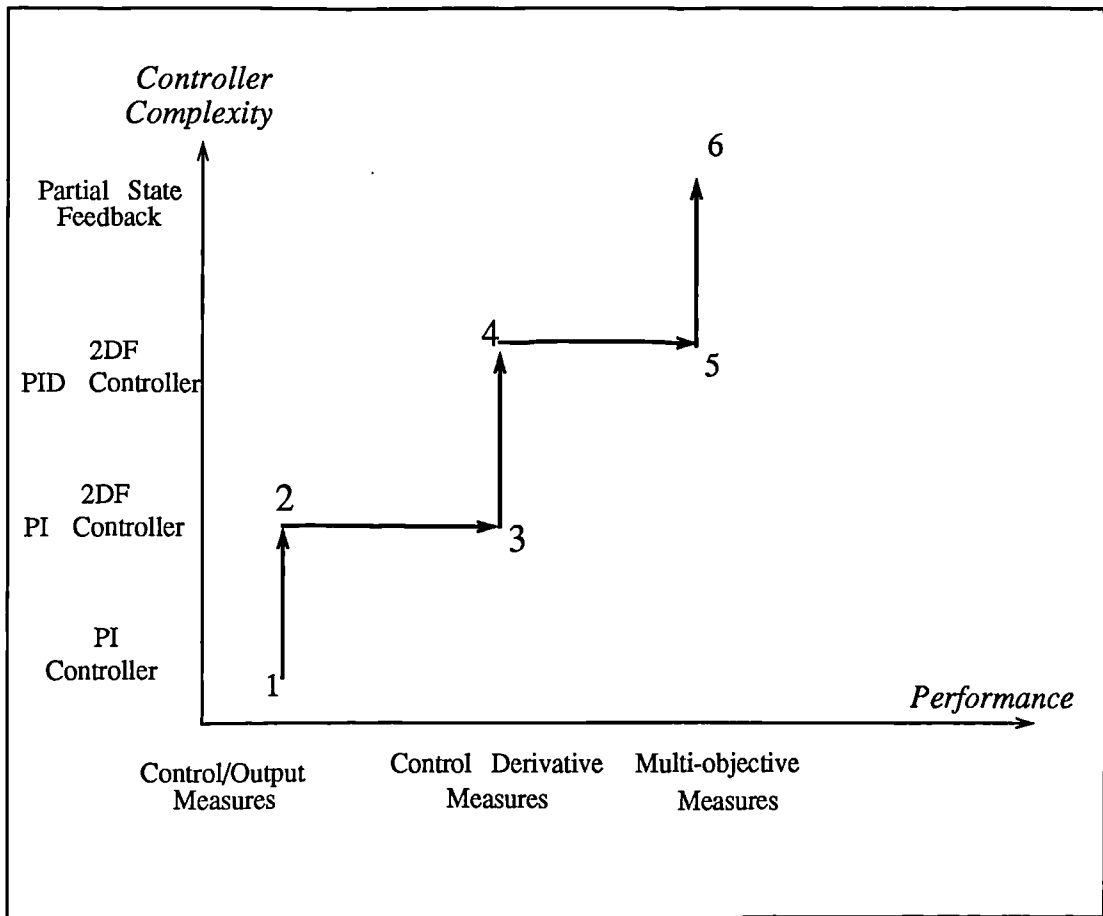 Controller
Complexity
6
Partial State
Feedback
4
2DF
PID Controller
5
2DF
PI Controller
2
3
PI
Controller
1
Performance
Control/Output
Measures
Control Derivative
Measures
Multi-objective
Measures